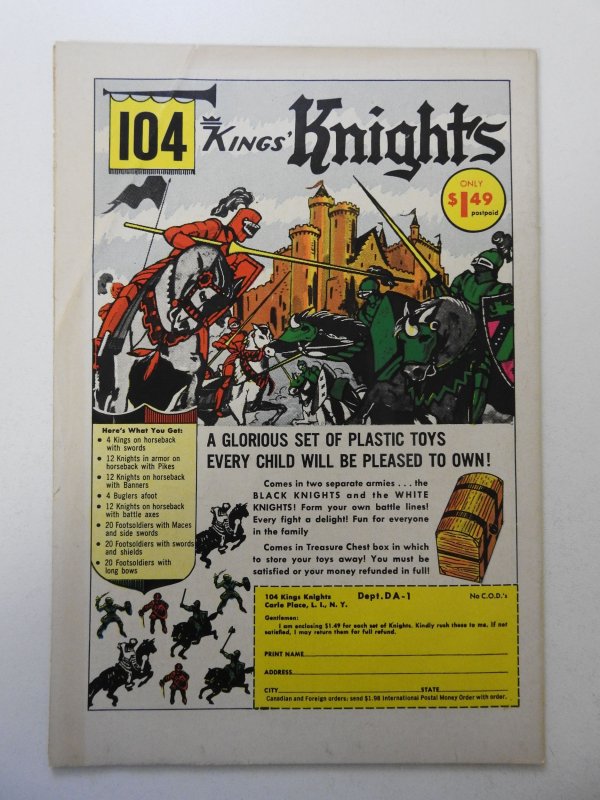 104
KINGS' Knights
ONLY
$1.49
postpaid
Here's What You Get:
• 4 Kings on horseback
with swords
• 12 Knights in armor on
horseback with Pikes
• 12 Knights on horseback
with Banners
• 4 Buglers afoot
• 12 Knights on horseback
with battle axes
• 20 Footsoldiers with Maces
and side swords
• 20 Footsoldiers with swords
and shields
• 20 Footsoldiers with
long bows
A GLORIOUS SET OF PLASTIC TOYS
EVERY CHILD WILL BE PLEASED TO OWN!
Comes in two separate armies . . . the
BLACK KNIGHTS and the WHITE
KNIGHTS! Form your own battle lines!
Every fight a delight! Fun for everyone
in the family
Comes in Treasure Chest box in which
to store your toys away! You must be
satisfied or your money refunded in full!
104 Kings Knights Dept. DA-1 No C.O.D.'s
Carle Place, L. I., N. Y.
Gentlemen:
I am enclosing $1.49 for each set of Knights. Kindly rush these to me. If not
satisfied, I may return them for full refund.
PRINT NAME
ADDRESS
CITY STATE
Canadian and Foreign orders: send $1.98 International Postal Money Order with order.